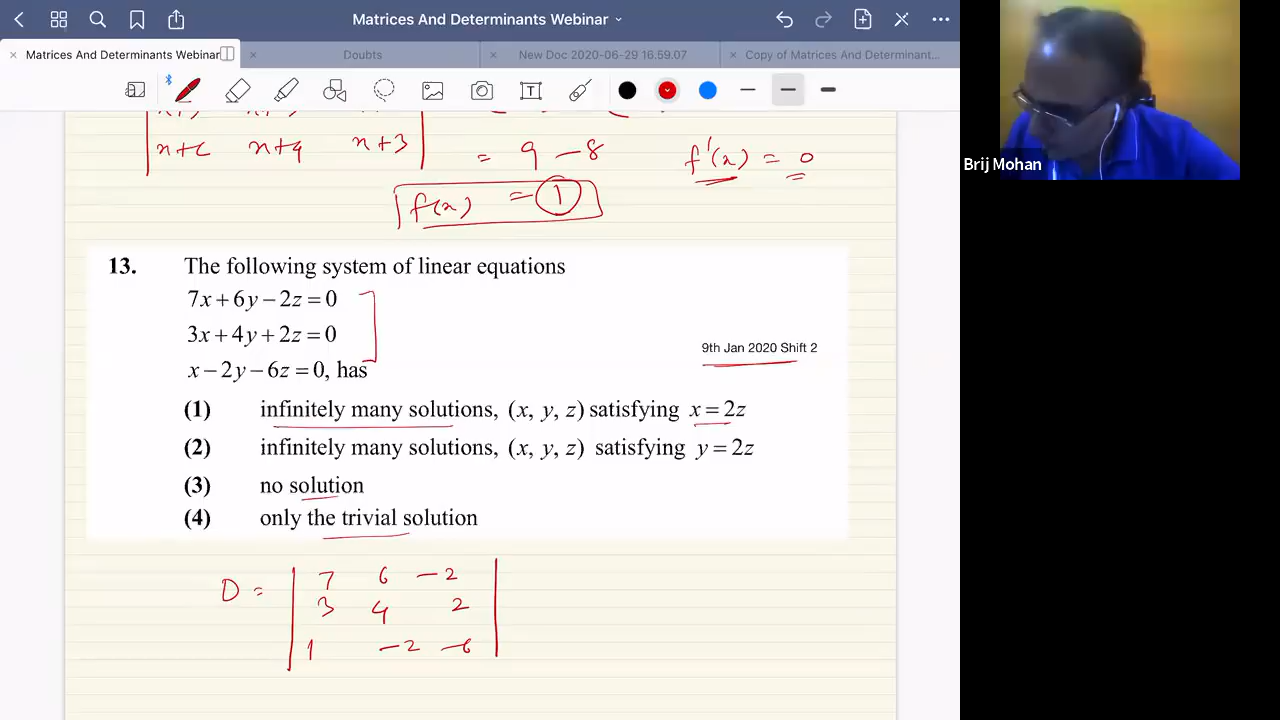 Matrices And Determinants Webinar
Matrices And Determinants Webinar
Doubts
New Doc 2020-06-29 16.59.07
Copy of Matrices And Determinant...
n+c n+9 n+3
= 9 - 8
f'(x) = 0
f(x) = 1
Brij Mohan
13. The following system of linear equations
7x + 6y − 2z = 0
3x + 4y + 2z = 0
9th Jan 2020 Shift 2
x − 2y − 6z = 0, has
(1) infinitely many solutions, (x, y, z) satisfying x = 2z
(2) infinitely many solutions, (x, y, z) satisfying y = 2z
(3) no solution
(4) only the trivial solution
D = | 7 6 -2 |
| 3 4 2 |
| 1 -2 -6 |